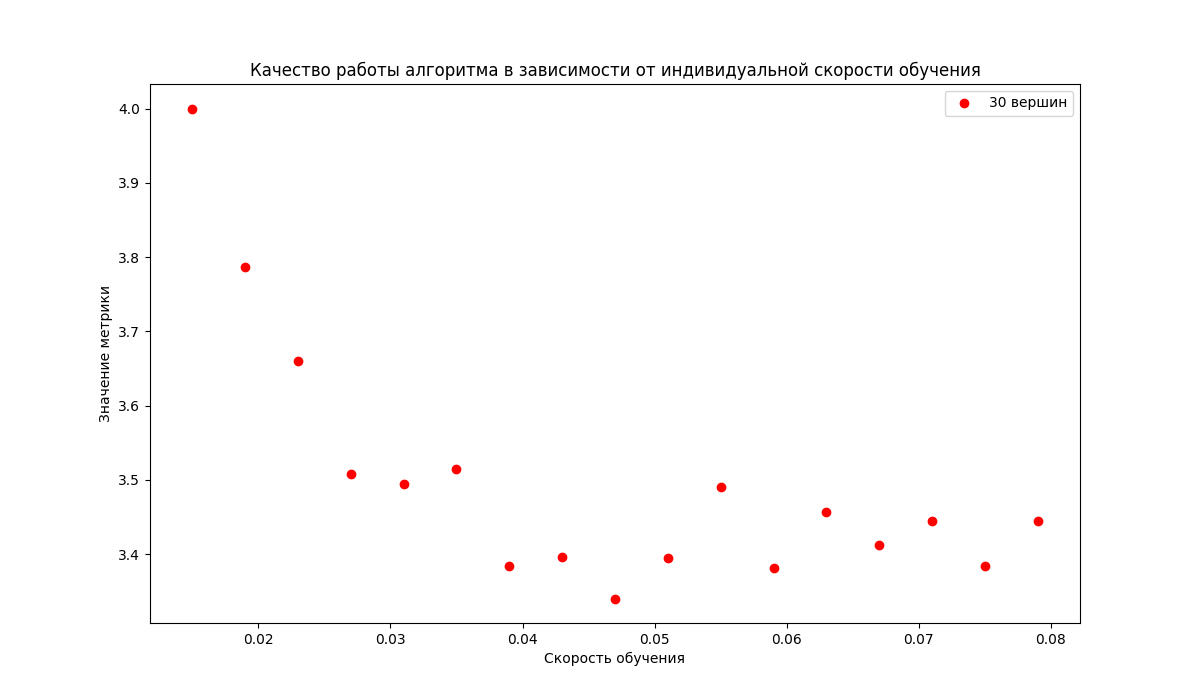 Качество работы алгоритма в зависимости от индивидуальной скорости обучения
30 вершин
Значение метрики
4.0
3.9
3.8
3.7
3.6
3.5
3.4
0.02 0.03 0.04 0.05 0.06 0.07 0.08
Скорость обучения